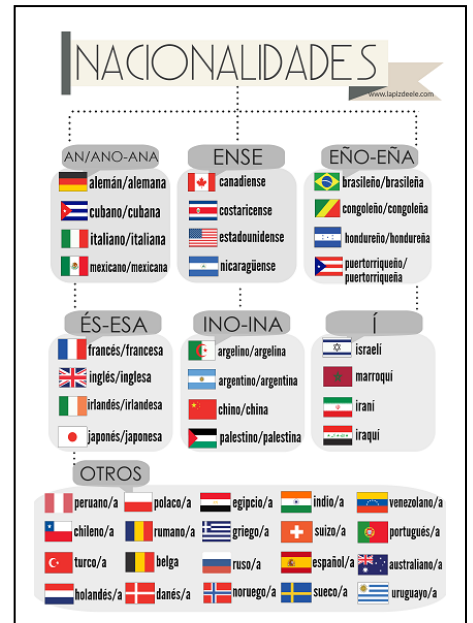 NACIONALIDADES
www.lapizdeele.com
AN/ANO-ANA
alemán/alemana
cubano/cubana
italiano/italiana
mexicano/mexicana
ENSE
canadiense
costaricense
estadounidense
nicaragüense
EÑO-EÑA
brasileño/brasileña
congoleño/congoleña
hondureño/hondureña
puertorriqueño/
puertorriqueña
ÉS-ESA
francés/francesa
inglés/inglesa
irlandés/irlandesa
japonés/japonesa
INO-INA
argelino/argelina
argentino/argentina
chino/china
palestino/palestina
Í
israelí
marroquí
iraní
iraquí
OTROS
peruano/a polaco/a egipcio/a indio/a venezolano/a
chileno/a rumano/a griego/a suizo/a portugués/a
turco/a belga ruso/a español/a australiano/a
holandés/a danés/a noruego/a sueco/a uruguayo/a